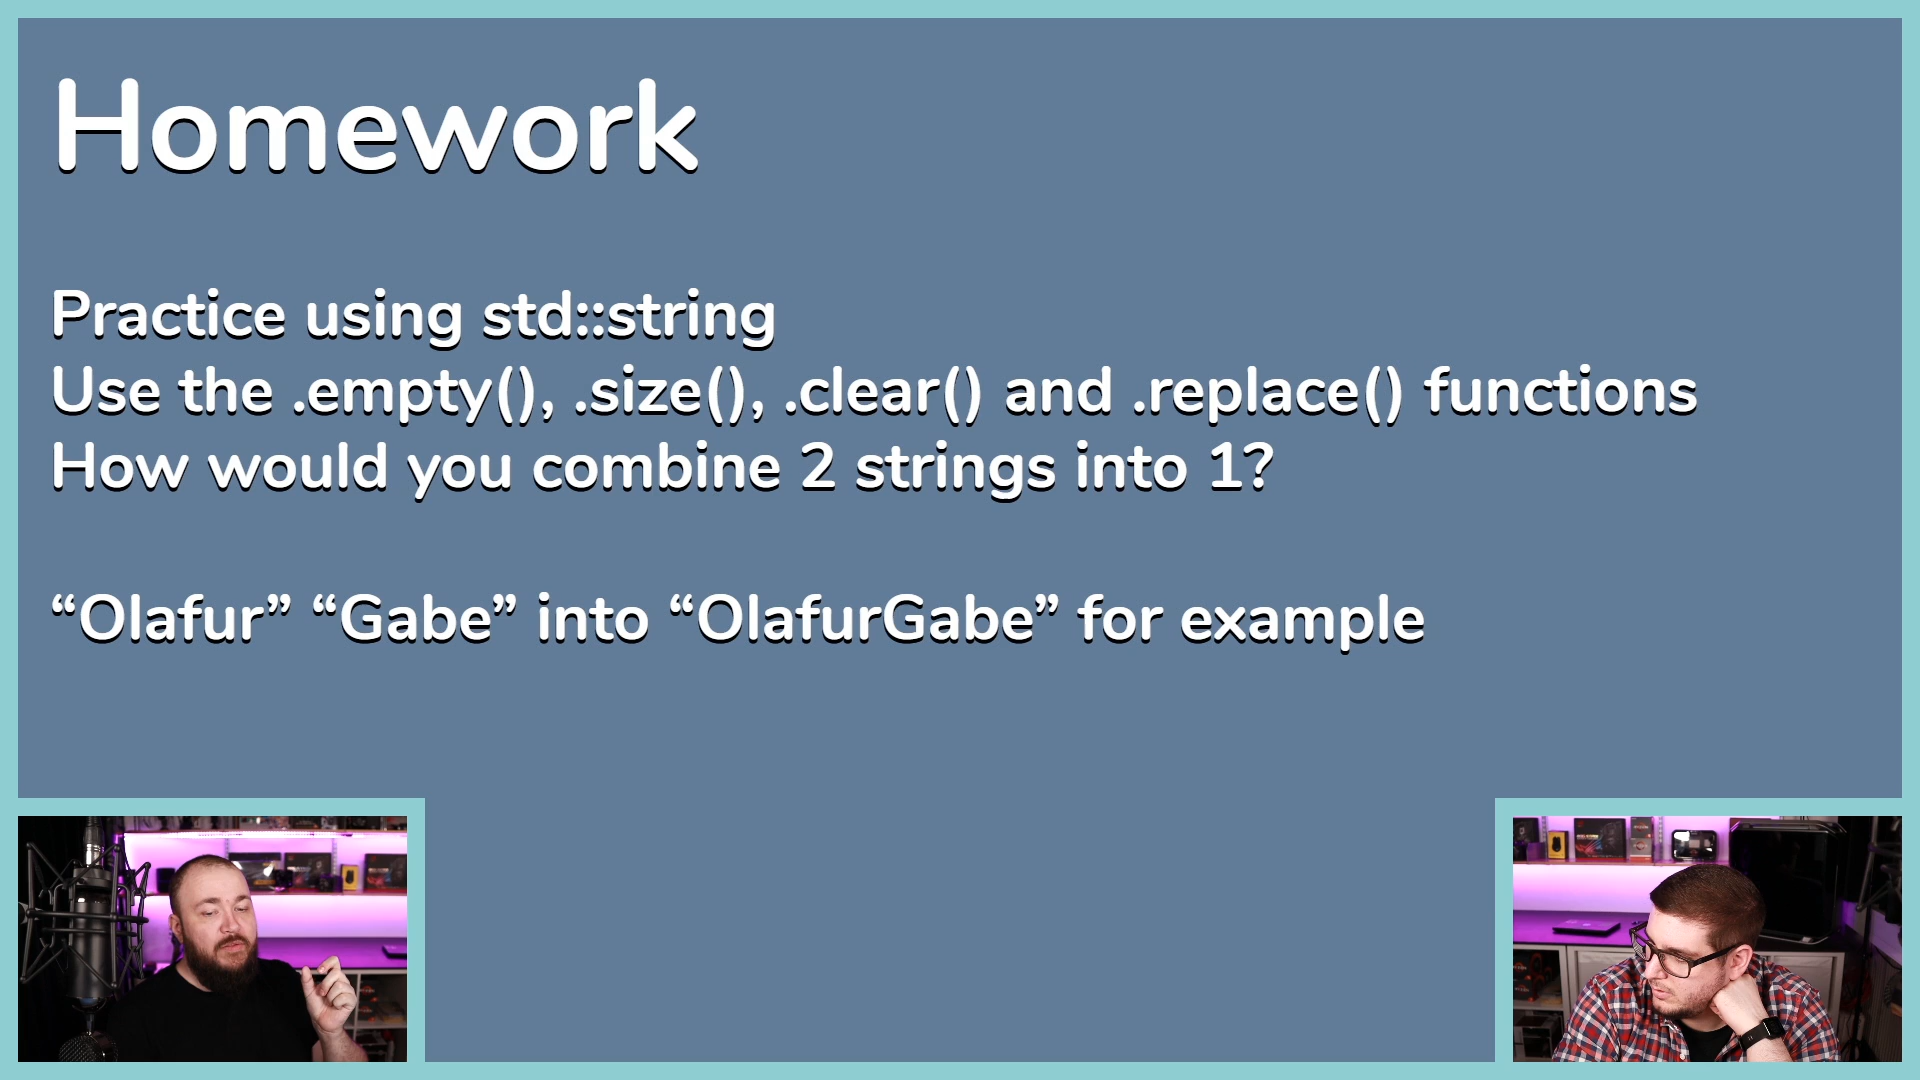 Homework
Practice using std::string
Use the .empty(), .size(), .clear() and .replace() functions
How would you combine 2 strings into 1?
“Olafur” “Gabe” into “OlafurGabe” for example